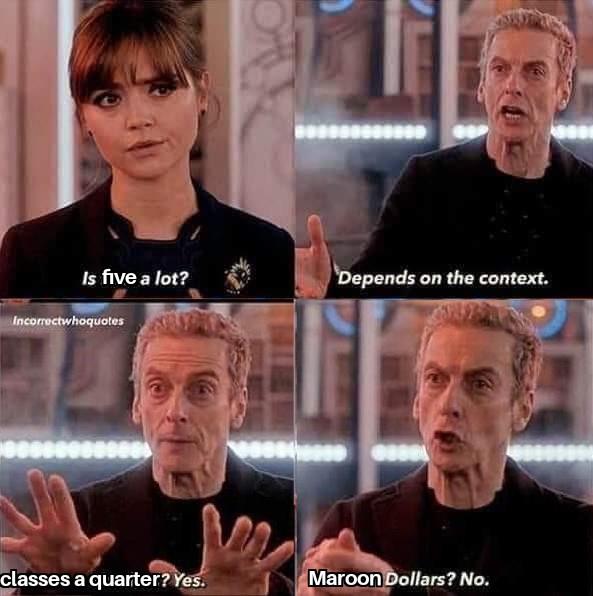 Is five a lot?
Depends on the context.
Incorrectwhoquotes
classes a quarter? Yes.
Maroon Dollars? No.